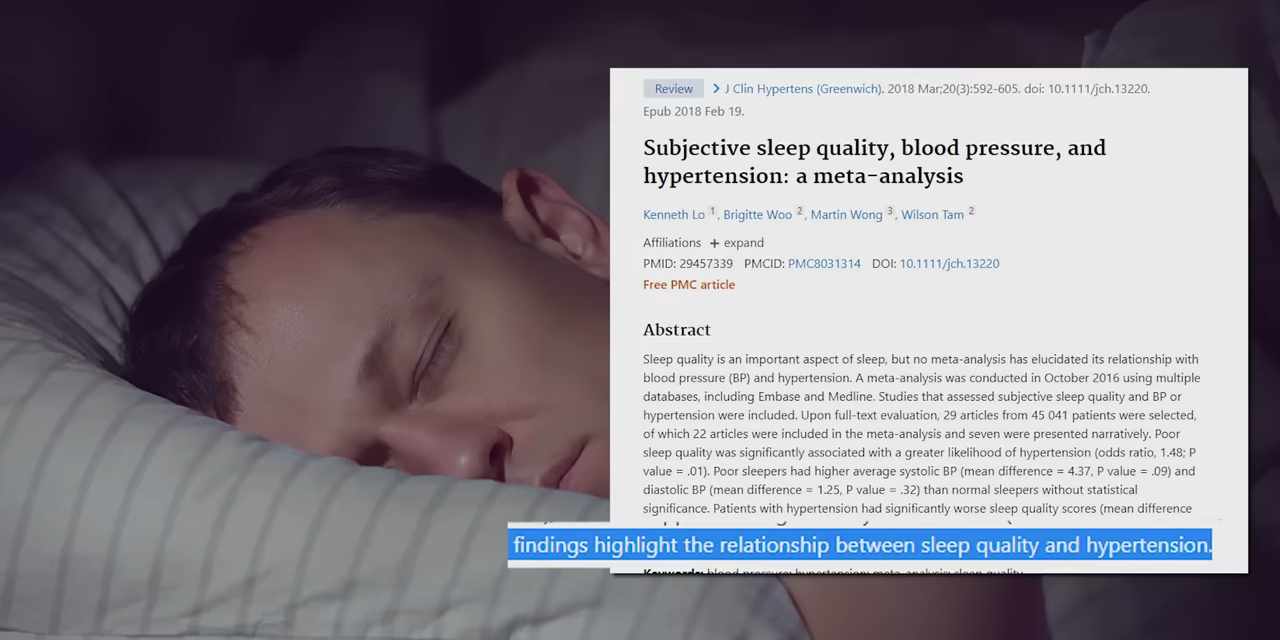 Review > J Clin Hypertens (Greenwich). 2018 Mar;20(3):592-605. doi: 10.1111/jch.13220.
Epub 2018 Feb 19.
Subjective sleep quality, blood pressure, and
hypertension: a meta-analysis
Kenneth Lo 1, Brigitte Woo 2, Martin Wong 3, Wilson Tam 2
Affiliations + expand
PMID: 29457339 PMCID: PMC8031314 DOI: 10.1111/jch.13220
Free PMC article
Abstract
Sleep quality is an important aspect of sleep, but no meta-analysis has elucidated its relationship with
blood pressure (BP) and hypertension. A meta-analysis was conducted in October 2016 using multiple
databases, including Embase and Medline. Studies that assessed subjective sleep quality and BP or
hypertension were included. Upon full-text evaluation, 29 articles from 45 041 patients were selected,
of which 22 articles were included in the meta-analysis and seven were presented narratively. Poor
sleep quality was significantly associated with a greater likelihood of hypertension (odds ratio, 1.48; P
value = .01). Poor sleepers had higher average systolic BP (mean difference = 4.37, P value = .09) and
diastolic BP (mean difference = 1.25, P value = .32) than normal sleepers without statistical
significance. Patients with hypertension had significantly worse sleep quality scores (mean difference
findings highlight the relationship between sleep quality and hypertension.
Keywords: blood pressure; hypertension; meta-analysis; sleep quality